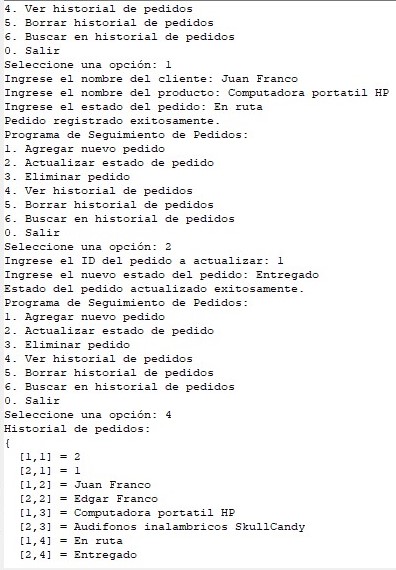 4. Ver historial de pedidos
5. Borrar historial de pedidos
6. Buscar en historial de pedidos
0. Salir
Seleccione una opción: 1
Ingrese el nombre del cliente: Juan Franco
Ingrese el nombre del producto: Computadora portatil HP
Ingrese el estado del pedido: En ruta
Pedido registrado exitosamente.
Programa de Seguimiento de Pedidos:
1. Agregar nuevo pedido
2. Actualizar estado de pedido
3. Eliminar pedido
4. Ver historial de pedidos
5. Borrar historial de pedidos
6. Buscar en historial de pedidos
0. Salir
Seleccione una opción: 2
Ingrese el ID del pedido a actualizar: 1
Ingrese el nuevo estado del pedido: Entregado
Estado del pedido actualizado exitosamente.
Programa de Seguimiento de Pedidos:
1. Agregar nuevo pedido
2. Actualizar estado de pedido
3. Eliminar pedido
4. Ver historial de pedidos
5. Borrar historial de pedidos
6. Buscar en historial de pedidos
0. Salir
Seleccione una opción: 4
Historial de pedidos:
{
[1,1] = 2
[2,1] = 1
[1,2] = Juan Franco
[2,2] = Edgar Franco
[1,3] = Computadora portatil HP
[2,3] = Audifonos inalambricos SkullCandy
[1,4] = En ruta
[2,4] = Entregado